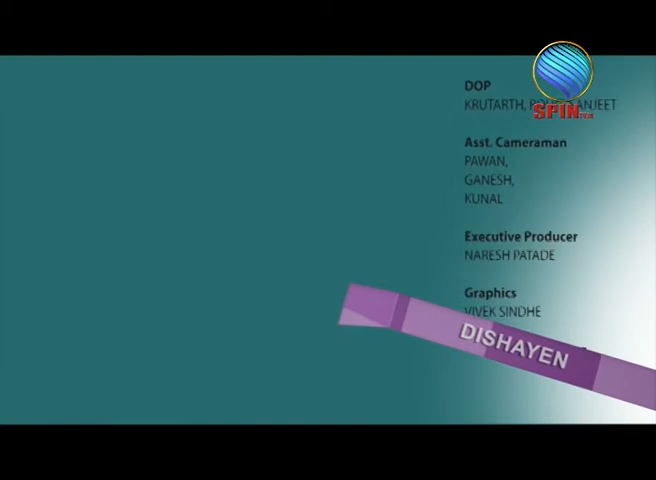 DOP
KRUTARTH,
Asst. Cameraman
PAWAN,
GANESH,
KUNAL
Executive Producer
NARESH PATADE
Graphics
VIVEK SINDHE
DISHAYEN
SPIN